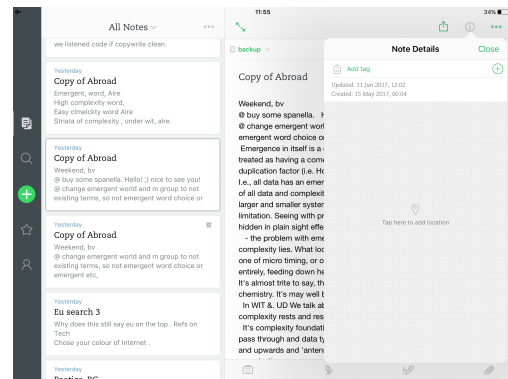 11:55
34%
All Notes
we listened code if copywrite clean.
Yesterday
Copy of Abroad
Emergent, word, Alre
High complexity word,
Easy clmelckty word Alre
Striata of complexity , under wit, alre.
Yesterday
Copy of Abroad
@ buy some spanella. Hello! ;) nice to see you!
@ change emergent world and m group to not
existing terms, so not emergent word choice or
Yesterday
Copy of Abroad
Weekend, bv
@ change emergent world and m group to not
existing terms, so not emergent word choice or
emergent etc,
Yesterday
Eu search 3
Why does this still say eu on the top . Refs on
Tech
Chose your colour of Internet .
Yesterday
backup
Copy of Abroad
Weekend, bv
@ buy some spanella.
@ change emergent worl
emergent word choice o
Emergence in itself is a
treated as having a come
duplication factor (i.e. Ho
I.e., all data has an emer
of all data and complexit
larger and smaller system
limitation. Seeing with pr
hidden in plain sight effe
- the problem with eme
complexity lies. What loc
one of micro timing, or o
entirely, feeding down he
It's almost trite to say, th
chemistry. It's may well b
In WIT &. UD We talk ab
complexity rests and res
It's complexity foundati
pass through and data ty
and upwards and 'anten
Note Details
Close
Add tag
Updated: 11 Jun 2017, 12:02
Created: 15 May 2017, 00:04
Tap here to add location